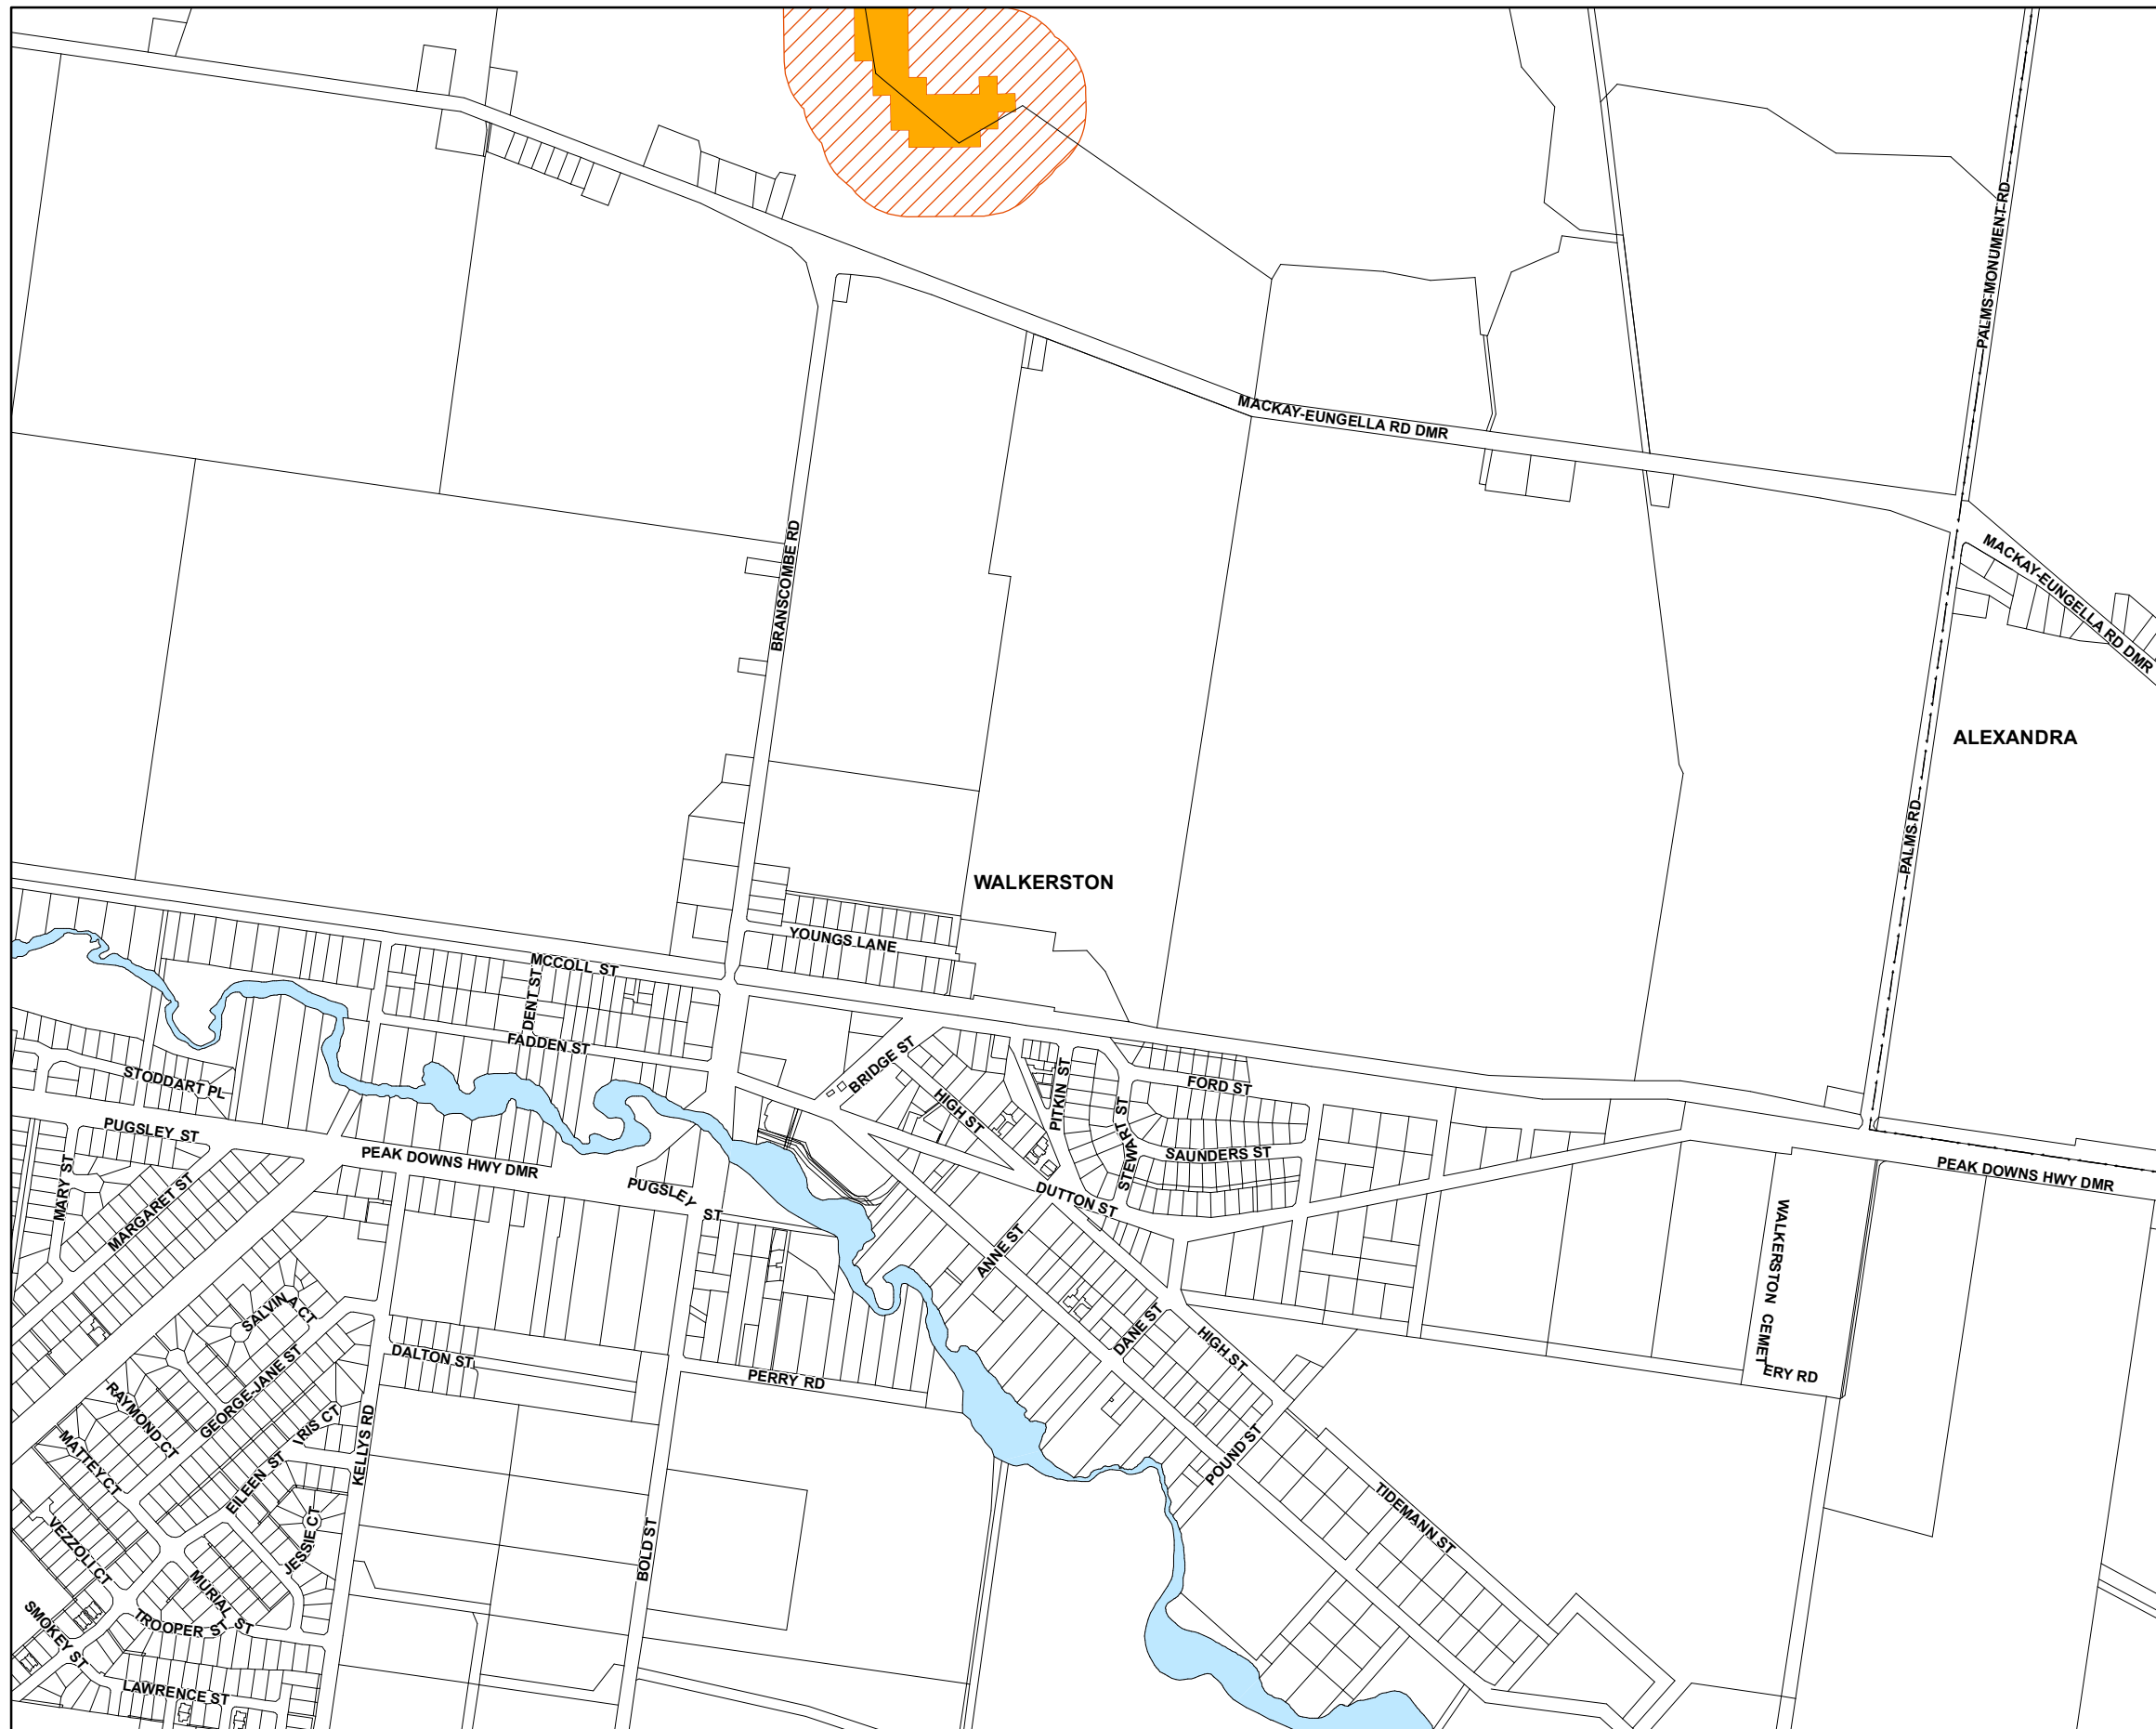 PALMS-MONUMENT-RD
MACKAY-EUNGELLA RD DMR
BRANSCOMBE RD
MACKAY-EUNGELLA RD DMR
ALEXANDRA
PALMS RD
WALKERSTON
YOUNGS LANE
MCCOLL ST
DENT ST
FADDEN ST
BRIDGE ST
PITKIN ST
FORD ST
STODDART PL
HIGH ST
STEWART ST
PUGSLEY ST
SAUNDERS ST
PEAK DOWNS HWY DMR
PEAK DOWNS HWY DMR
MARY ST
MARGARET ST
PUGSLEY ST
DUTTON ST
ANNE ST
WALKERSTON CEMETERY RD
SALVINA CT
DANE ST
HIGH ST
DALTON ST
PERRY RD
GEORGE-JANE ST
RAYMOND CT
IRIS CT
KELLYS RD
MATTEY CT
EILEEN ST
POUND ST
TIDEMANN ST
VEZZOLI CT
JESSIE CT
BOLD ST
MURIAL ST
SMOKEY ST
TROOPER ST
LAWRENCE ST